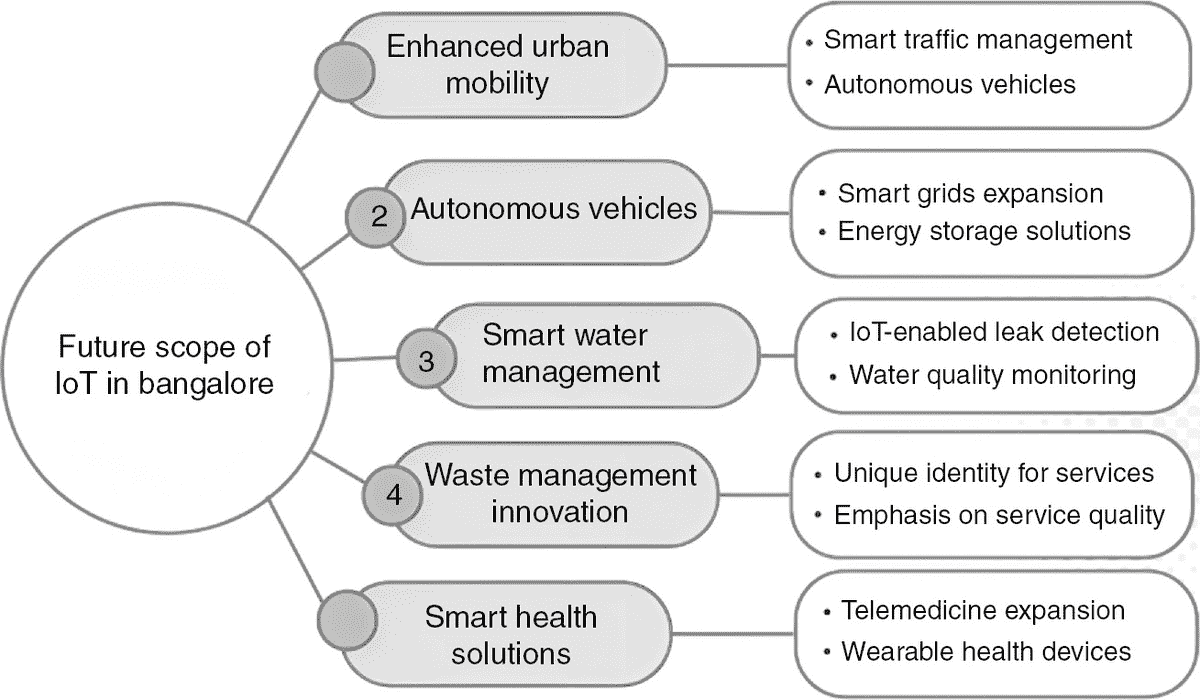 Enhanced urban
mobility
• Smart traffic management
• Autonomous vehicles
2
Autonomous vehicles
• Smart grids expansion
• Energy storage solutions
Future scope of
IoT in bangalore
3
Smart water
management
• IoT-enabled leak detection
• Water quality monitoring
4
Waste management
innovation
• Unique identity for services
• Emphasis on service quality
Smart health
solutions
• Telemedicine expansion
• Wearable health devices